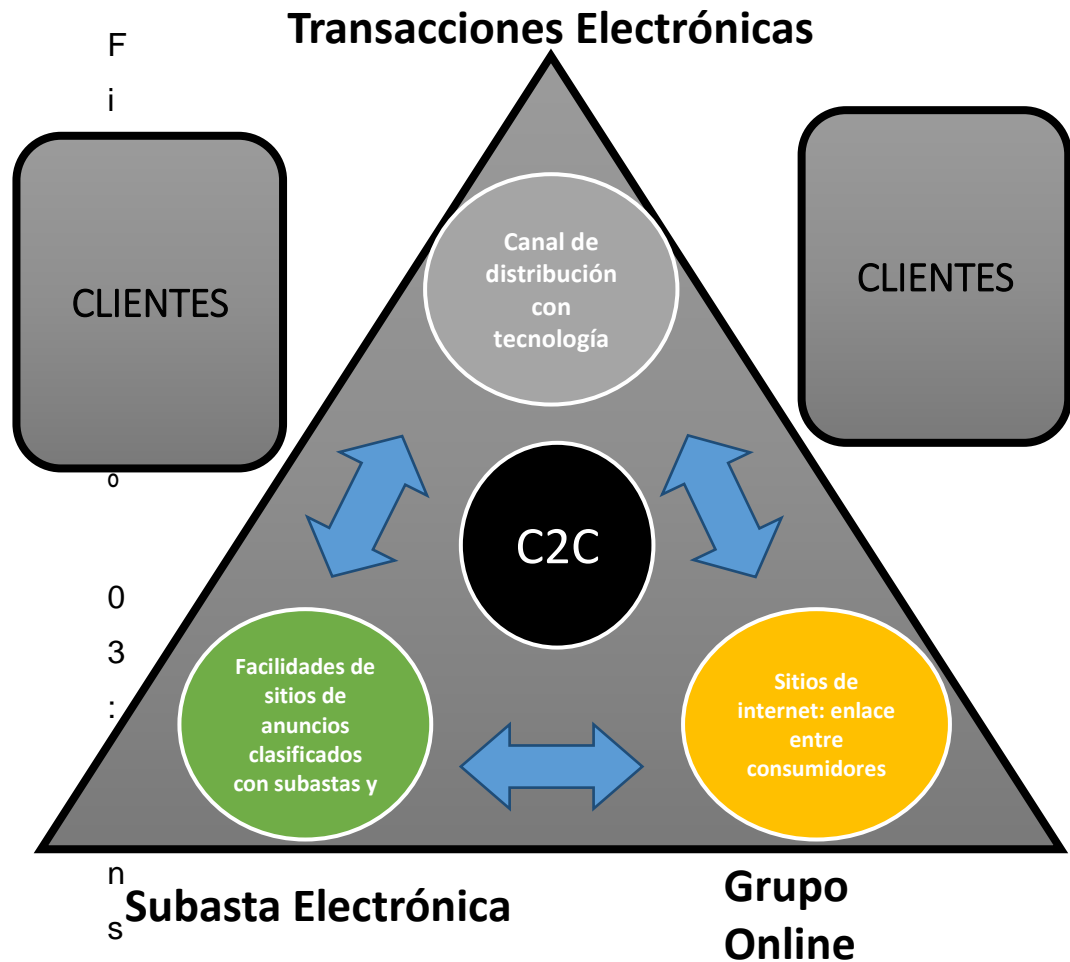 Transacciones Electrónicas
F
i
CLIENTES
CLIENTES
Canal de
distribución
con
tecnología
º
C2C
0
3
:
Facilidades de
sitios de
anuncios
clasificados
con subastas y
Sitios de
internet: enlace
entre
consumidores
n
s
Subasta Electrónica
Grupo
Online